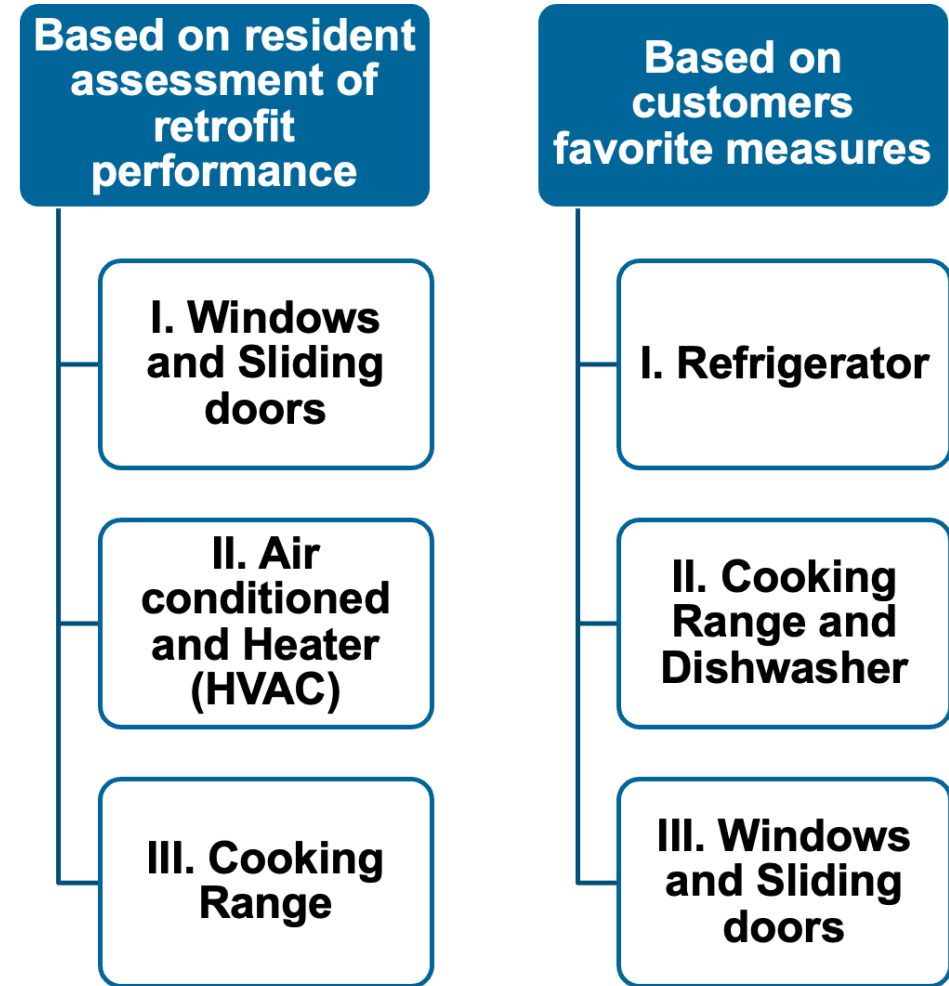 Based on resident
assessment of
retrofit
performance
I. Windows
and Sliding
doors
II. Air
conditioned
and Heater
(HVAC)
III. Cooking
Range
Based on
customers
favorite measures
I. Refrigerator
II. Cooking
Range and
Dishwasher
III. Windows
and Sliding
doors